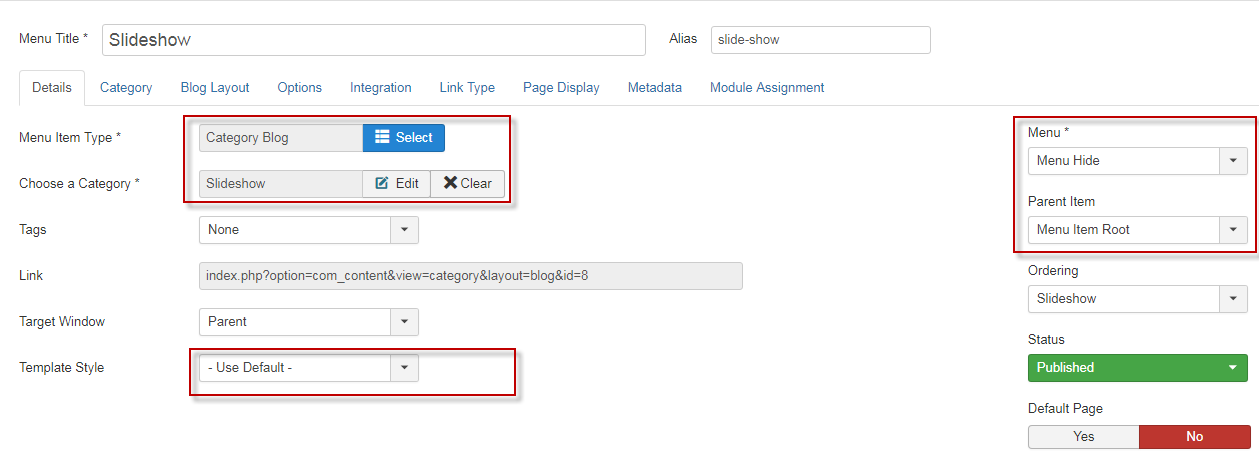 Menu Title * Slideshow Alias slide-show
Details Category Blog Layout Options Integration Link Type Page Display Metadata Module Assignment
Menu Item Type * Category Blog Select
Choose a Category * Slideshow Edit Clear
Tags None
Link index.php?option=com_content&view=category&layout=blog&id=8
Target Window Parent
Template Style - Use Default -
Menu *
Menu Hide
Parent Item
Menu Item Root
Ordering
Slideshow
Status
Published
Default Page
Yes No